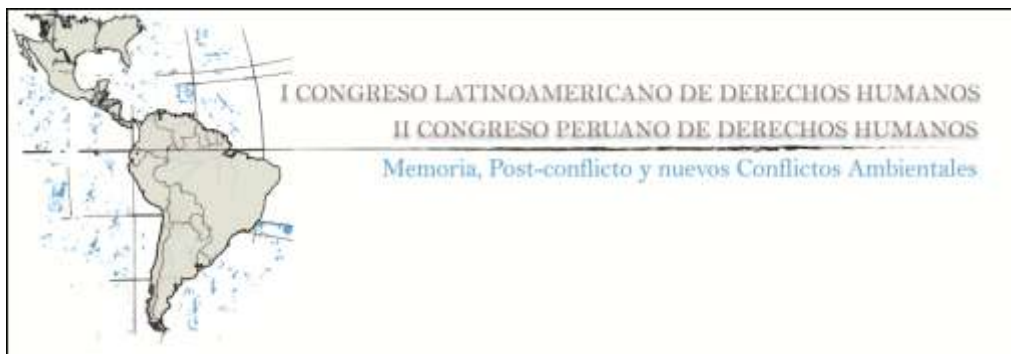 I CONGRESO LATINOAMERICANO DE DERECHOS HUMANOS
II CONGRESO PERUANO DE DERECHOS HUMANOS
Memoria, Post-conflicto y nuevos Conflictos Ambientales